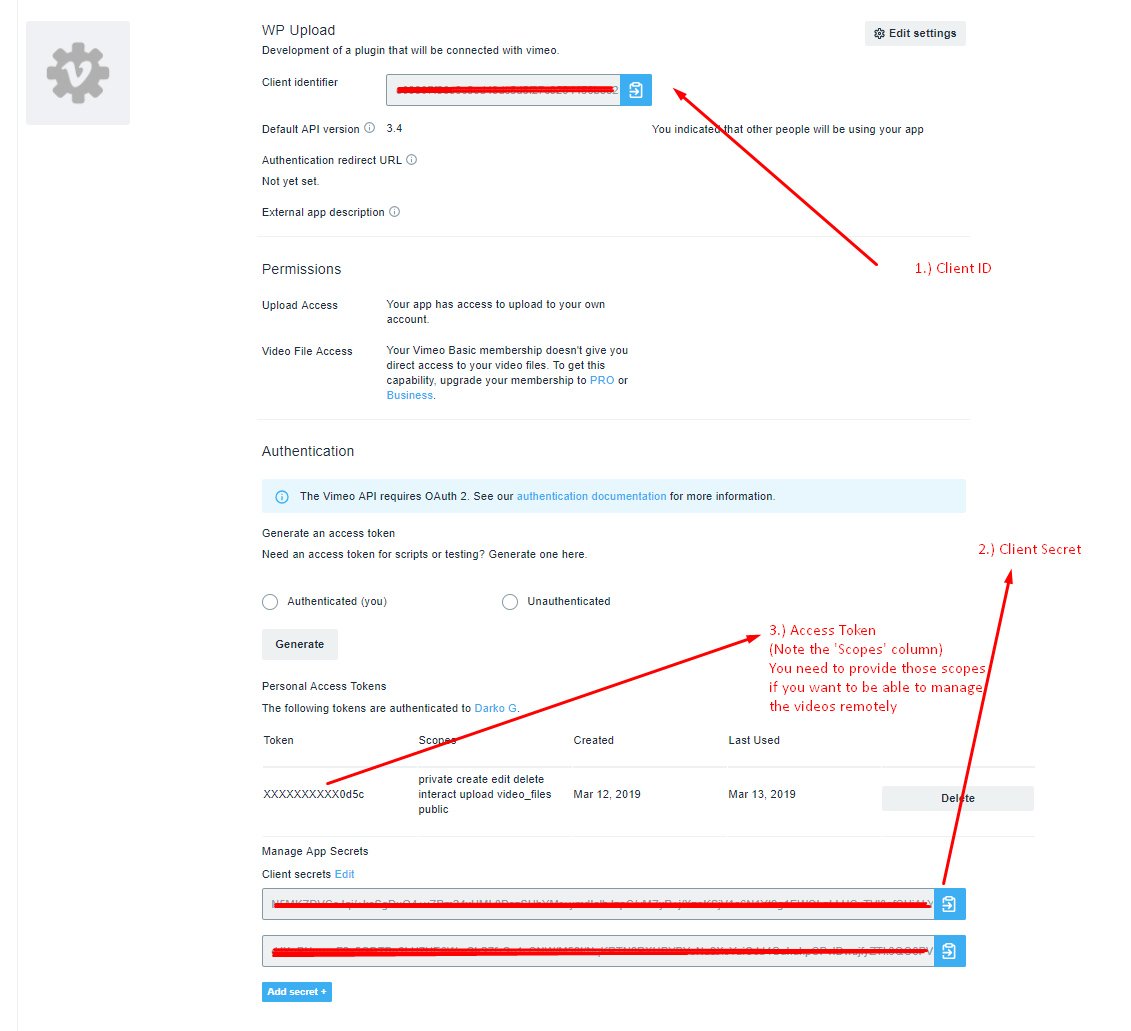 WP Upload
Edit settings
Development of a plugin that will be connected with vimeo.
Client identifier
Default API version 3.4
You indicated that other people will be using your app
Authentication redirect URL
Not yet set.
External app description
1.) Client ID
Permissions
Upload Access
Your app has access to upload to your own
account.
Video File Access
Your Vimeo Basic membership doesn't give you
direct access to your video files. To get this
capability, upgrade your membership to PRO or
Business.
Authentication
The Vimeo API requires OAuth 2. See our authentication documentation for more information.
Generate an access token
Need an access token for scripts or testing? Generate one here.
2.) Client Secret
Authenticated (you)
Unauthenticated
Generate
3.) Access Token
(Note the 'Scopes' column)
You need to provide those scopes
if you want to be able to manage
the videos remotely
Personal Access Tokens
The following tokens are authenticated to Darko G.
Token Scopes Created Last Used
private create edit delete
interact upload video_files
public
XXXXXXXXXX0d5c
Mar 12, 2019
Mar 13, 2019
Delete
Manage App Secrets
Client secrets Edit
Add secret +